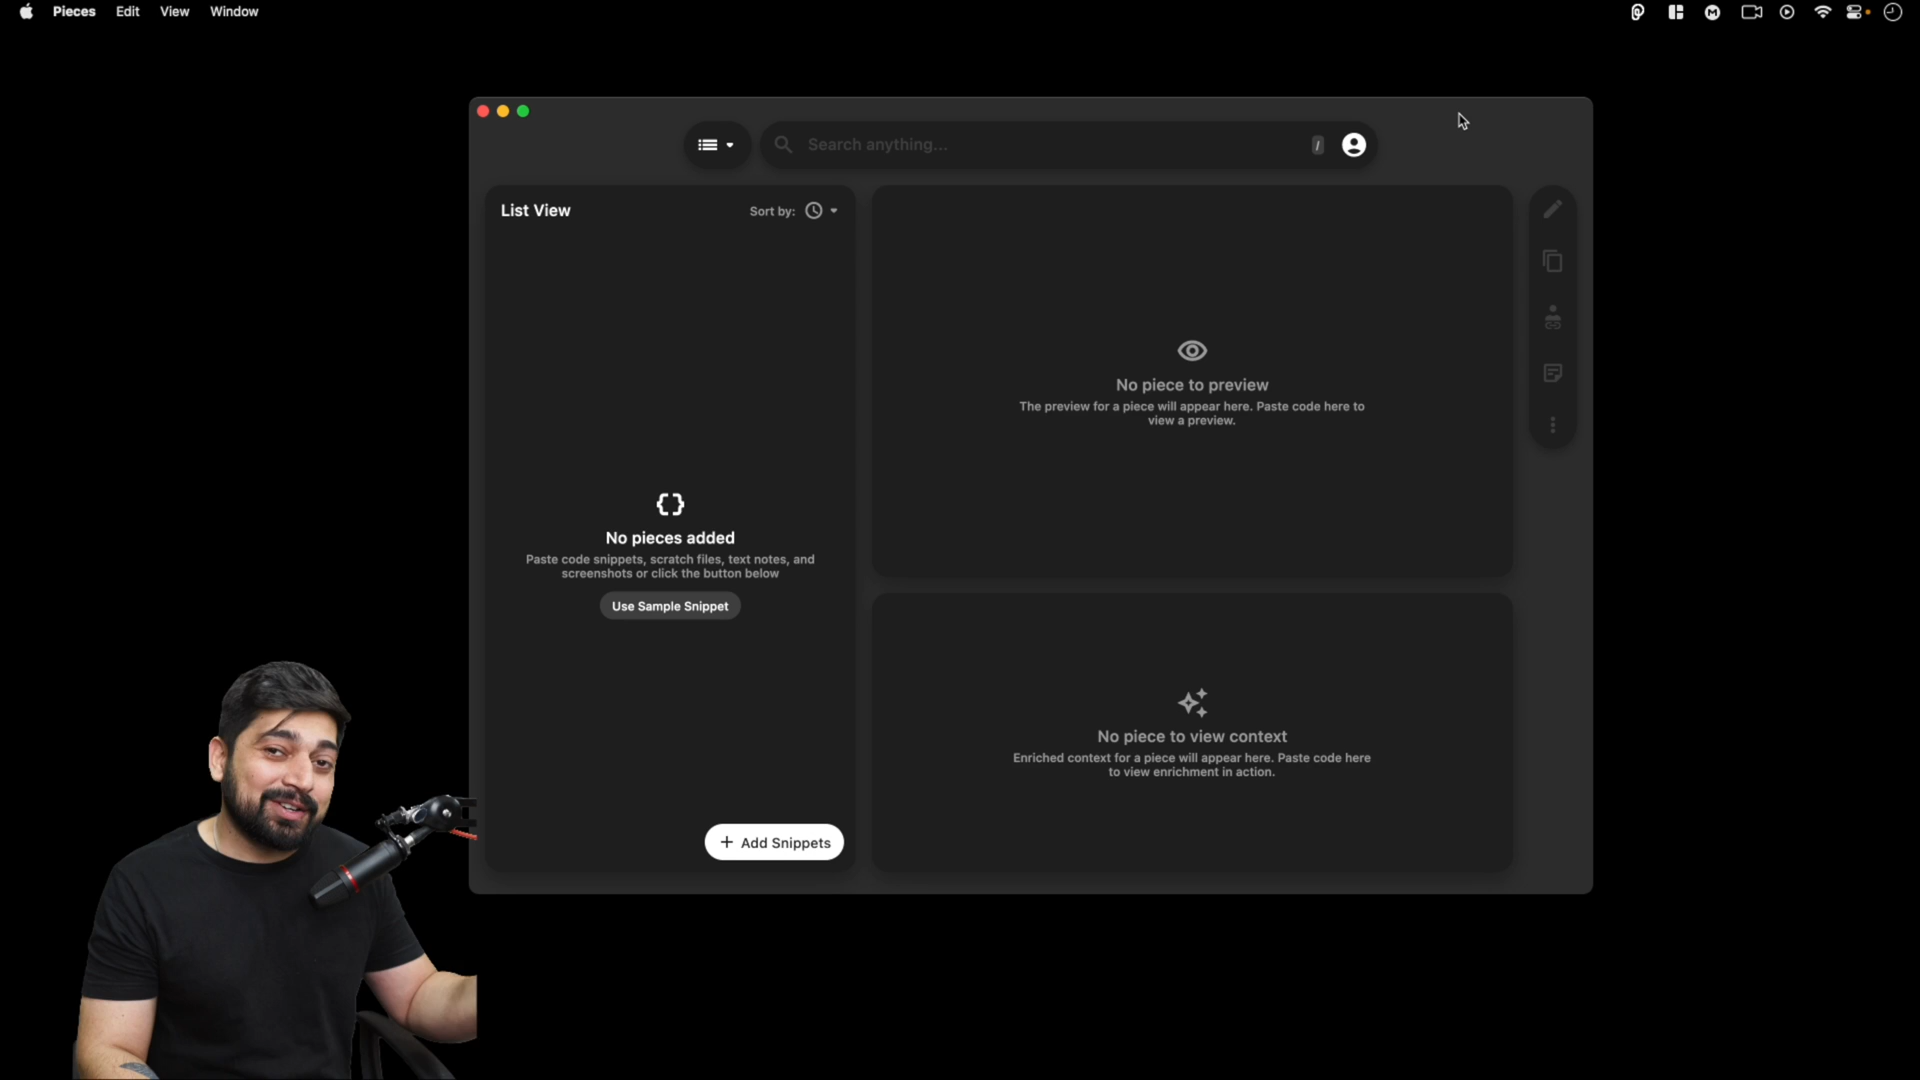 Pieces Edit View Window
Search anything... /
List View Sort by:
No piece to preview
The preview for a piece will appear here. Paste code here to
view a preview.
{}
No pieces added
Paste code snippets, scratch files, text notes, and
screenshots or click the button below
Use Sample Snippet
No piece to view context
Enriched context for a piece will appear here. Paste code here
to view enrichment in action.
+ Add Snippets